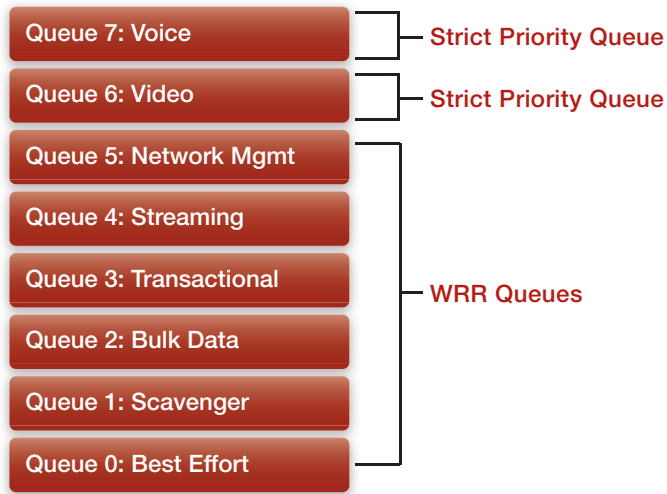 Queue 7: Voice
Strict Priority Queue
Queue 6: Video
Strict Priority Queue
Queue 5: Network Mgmt
Queue 4: Streaming
Queue 3: Transactional
WRR Queues
Queue 2: Bulk Data
Queue 1: Scavenger
Queue 0: Best Effort